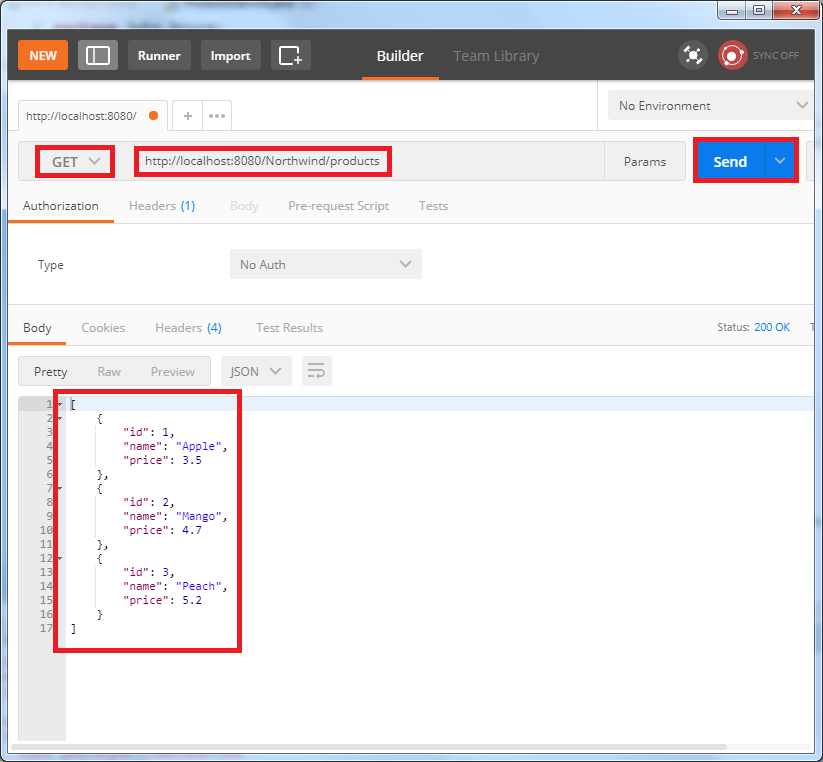 NEW Runner Import Builder Team Library SYNC OFF
http://localhost:8080/ + ••• No Environment
GET http://localhost:8080/Northwind/products Params Send
Authorization Headers (1) Body Pre-request Script Tests
Type No Auth
Body Cookies Headers (4) Test Results Status: 200 OK
Pretty Raw Preview JSON
1 [
2 {
3 "id": 1,
4 "name": "Apple",
5 "price": 3.5
6 },
7 {
8 "id": 2,
9 "name": "Mango",
10 "price": 4.7
11 },
12 {
13 "id": 3,
14 "name": "Peach",
15 "price": 5.2
16 }
17 ]